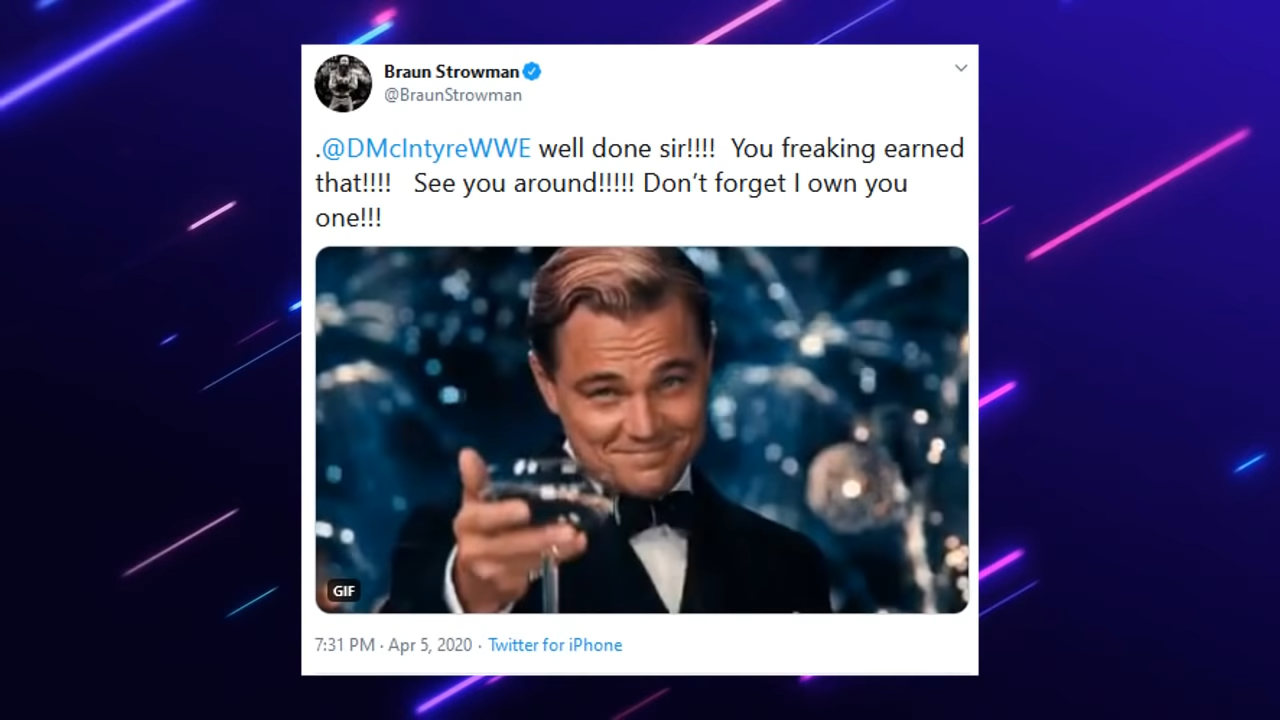 Braun Strowman
@BraunStrowman
.@DMcIntyreWWE well done sir!!!!  You freaking earned
that!!!!   See you around!!!!! Don’t forget I own you
one!!!
GIF
7:31 PM · Apr 5, 2020 · Twitter for iPhone